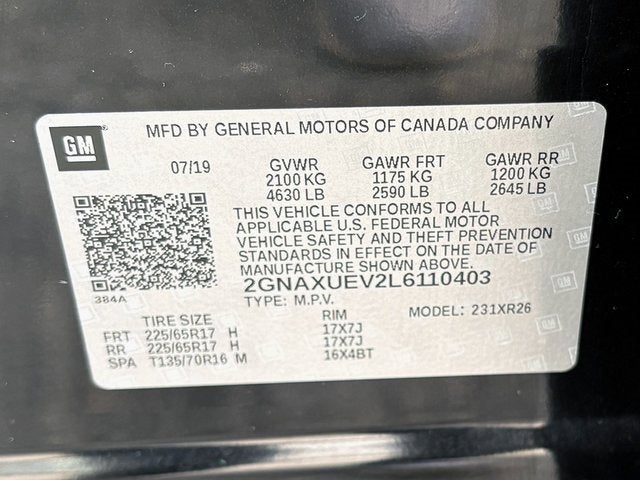 GM
MFD BY GENERAL MOTORS OF CANADA COMPANY
07/19 GVWR GAWR FRT GAWR RR
2100 KG 1175 KG 1200 KG
4630 LB 2590 LB 2645 LB
THIS VEHICLE CONFORMS TO ALL
APPLICABLE U.S. FEDERAL MOTOR
VEHICLE SAFETY AND THEFT PREVENTION
STANDARDS IN EFFECT ON THE DATE OF
MANUFACTURE SHOWN ABOVE.
384A
2GNAXUEV2L6110403
TYPE: M.P.V. MODEL: 231XR26
TIRE SIZE RIM
FRT 225/65R17 H 17X7J
RR 225/65R17 H 17X7J
SPA T135/70R16 M 16X4BT